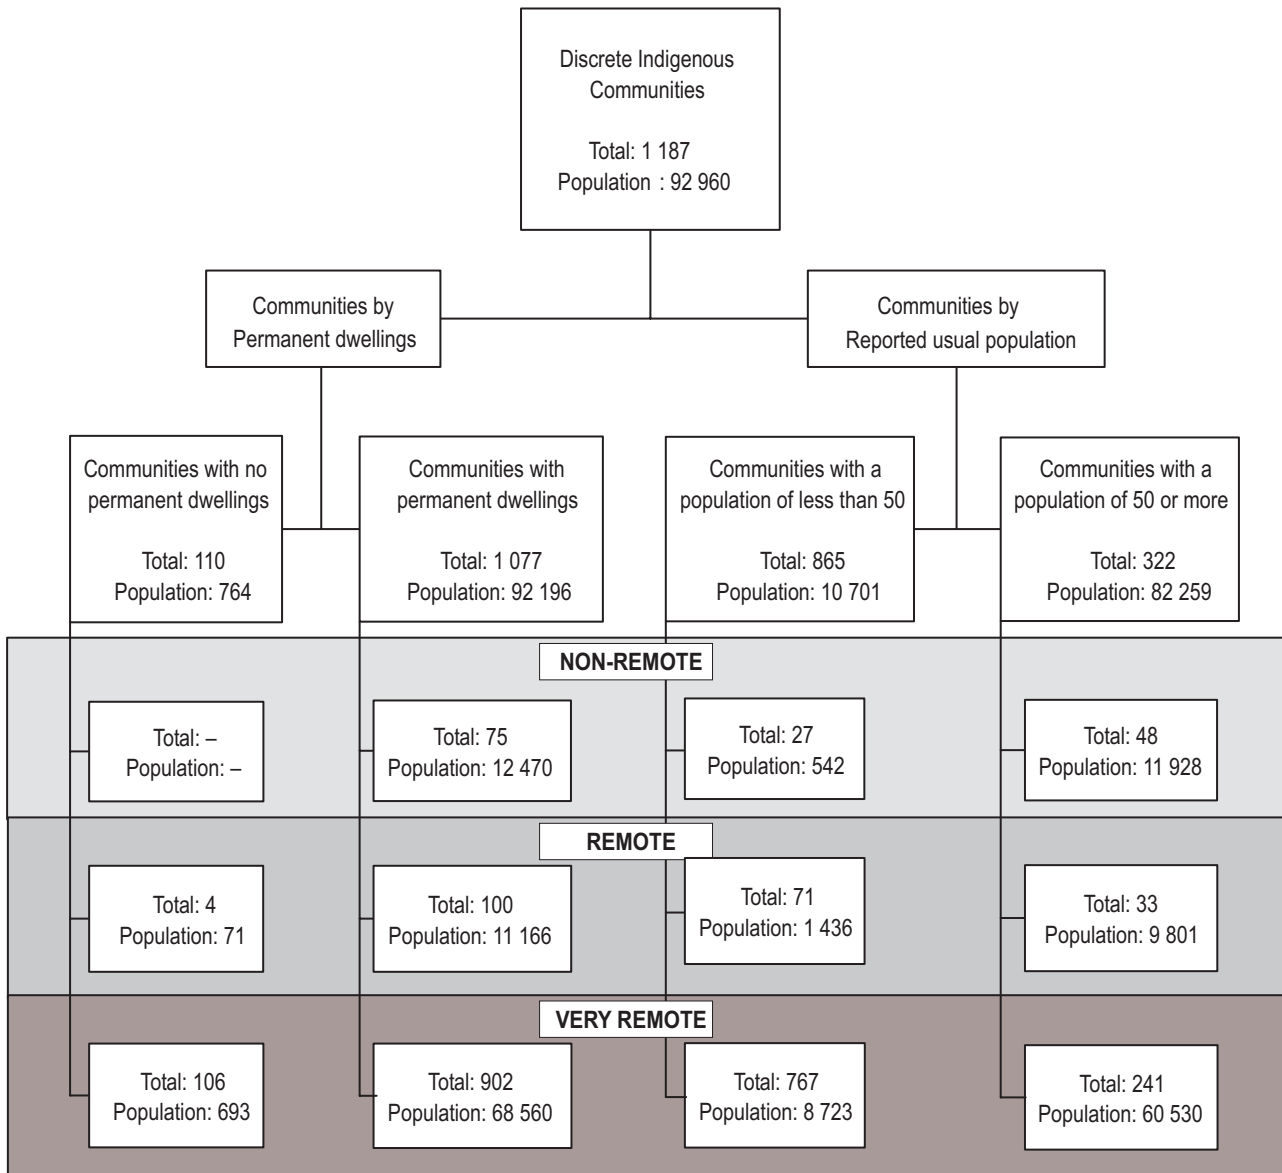 Discrete Indigenous
Communities
Total: 1 187
Population : 92 960
Communities by
Permanent dwellings
Communities by
Reported usual population
Communities with no
permanent dwellings
Total: 110
Population: 764
Communities with
permanent dwellings
Total: 1 077
Population: 92 196
Communities with a
population of less than 50
Total: 865
Population: 10 701
Communities with a
population of 50 or more
Total: 322
Population: 82 259
NON-REMOTE
Total: –
Population: –
Total: 75
Population: 12 470
Total: 27
Population: 542
Total: 48
Population: 11 928
REMOTE
Total: 4
Population: 71
Total: 100
Population: 11 166
Total: 71
Population: 1 436
Total: 33
Population: 9 801
VERY REMOTE
Total: 106
Population: 693
Total: 902
Population: 68 560
Total: 767
Population: 8 723
Total: 241
Population: 60 530